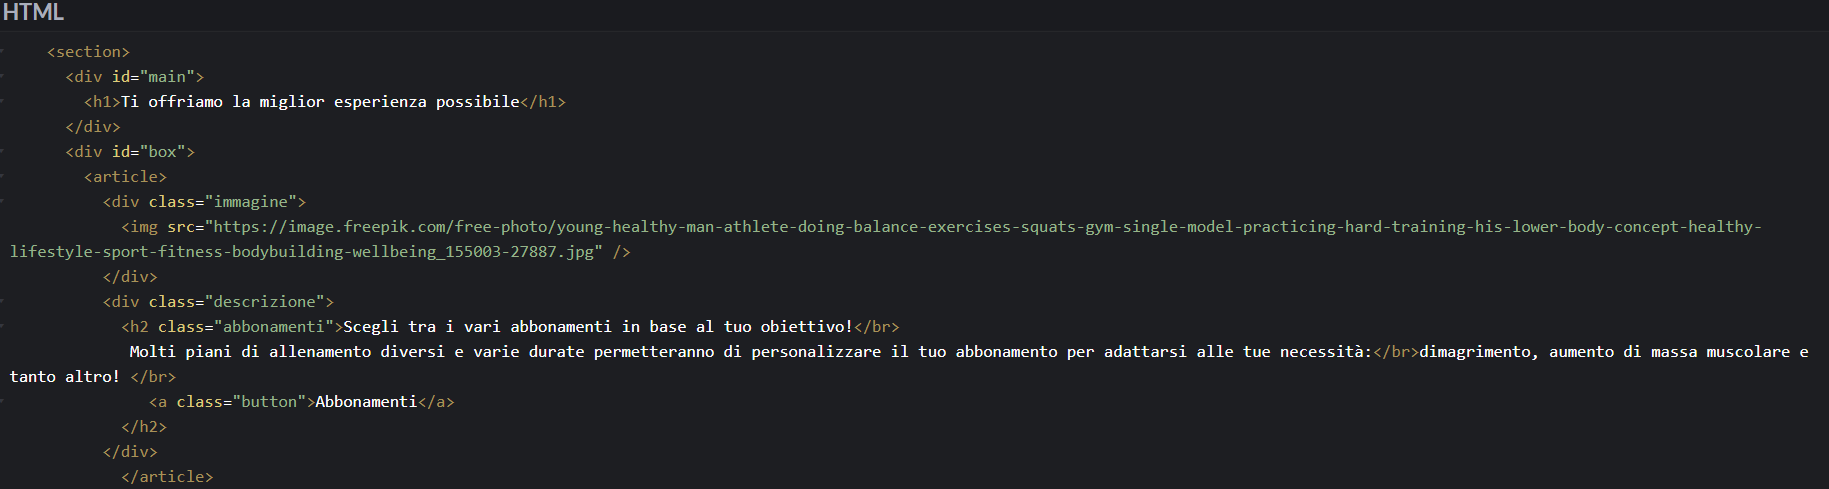 HTML
<section>
<div id="main">
<h1>Ti offriamo la miglior esperienza possibile</h1>
</div>
<div id="box">
<article>
<div class="immagine">
<img src="https://image.freepik.com/free-photo/young-healthy-man-athlete-doing-balance-exercises-squats-gym-single-model-practicing-hard-training-his-lower-body-concept-healthy-
lifestyle-sport-fitness-bodybuilding-wellbeing_155003-27887.jpg" />
</div>
<div class="descrizione">
<h2 class="abbonamenti">Scegli tra i vari abbonamenti in base al tuo obiettivo!</br>
Molti piani di allenamento diversi e varie durate permetteranno di personalizzare il tuo abbonamento per adattarsi alle tue necessità:</br>dimagrimento, aumento di massa muscolare e
tanto altro! </br>
<a class="button">Abbonamenti</a>
</h2>
</div>
</article>